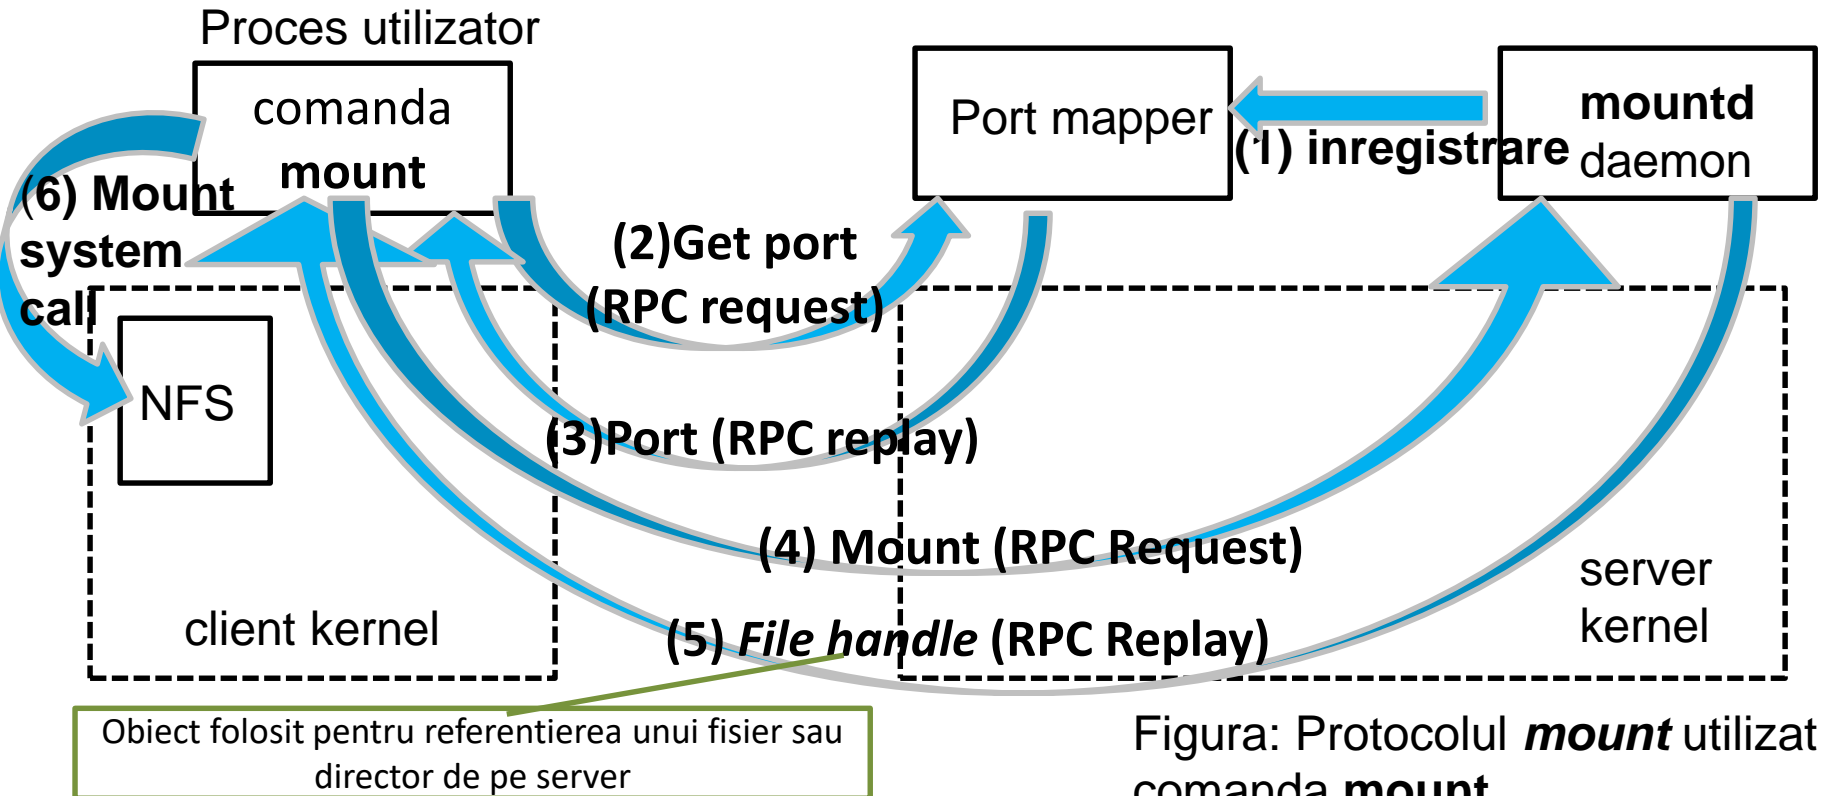 Proces utilizator
comanda
mount
Port mapper
mountd
daemon
(1) inregistrare
(6) Mount
system
call
(2)Get port
(RPC request)
NFS
(3)Port (RPC replay)
(4) Mount (RPC Request)
(5) File handle (RPC Replay)
client kernel
server
kernel
Obiect folosit pentru referentierea unui fisier sau
director de pe server
Figura: Protocolul mount utilizat
comanda mount